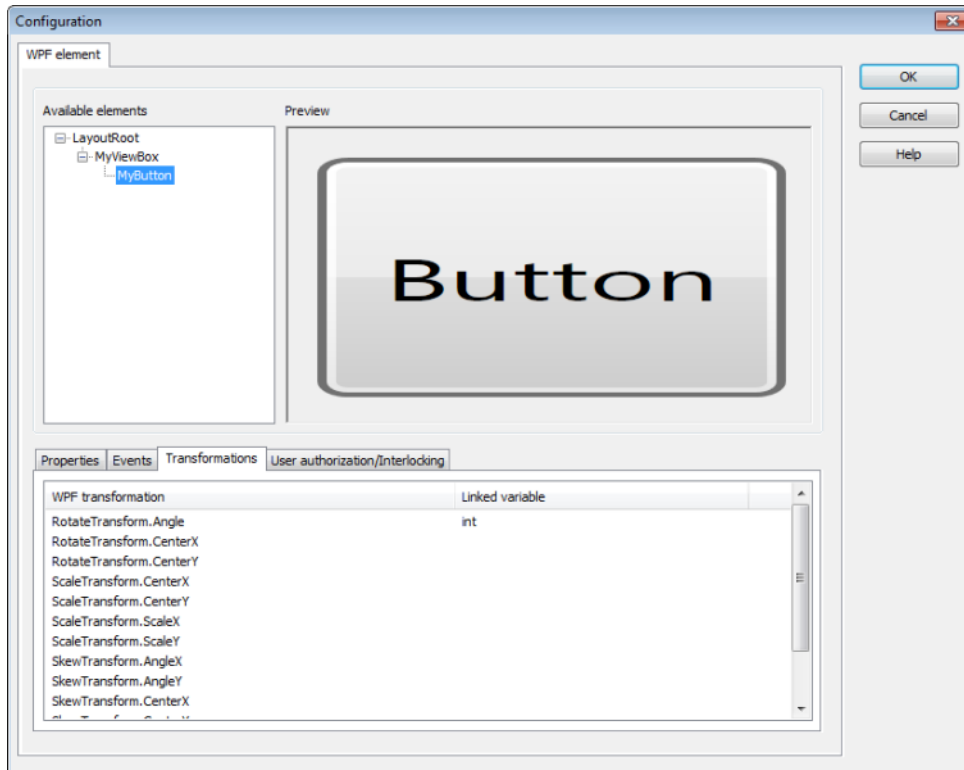 Configuration
WPF element
OK
Cancel
Help
Available elements
Preview
LayoutRoot
MyViewBox
MyButton
Button
Properties Events Transformations User authorization/Interlocking
WPF transformation Linked variable
RotateTransform.Angle int
RotateTransform.CenterX
RotateTransform.CenterY
ScaleTransform.CenterX
ScaleTransform.CenterY
ScaleTransform.ScaleX
ScaleTransform.ScaleY
SkewTransform.AngleX
SkewTransform.AngleY
SkewTransform.CenterX